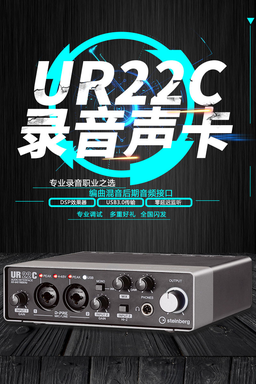 UR22C
录音声卡
专业录音职业之选
编曲混音后期音频接口
DSP效果器
USB3.0传输
零延迟监听
专业调试 多重好礼 全国闪发
UR22C
D-PRE
MIX
PHONES
OUTPUT
steinberg